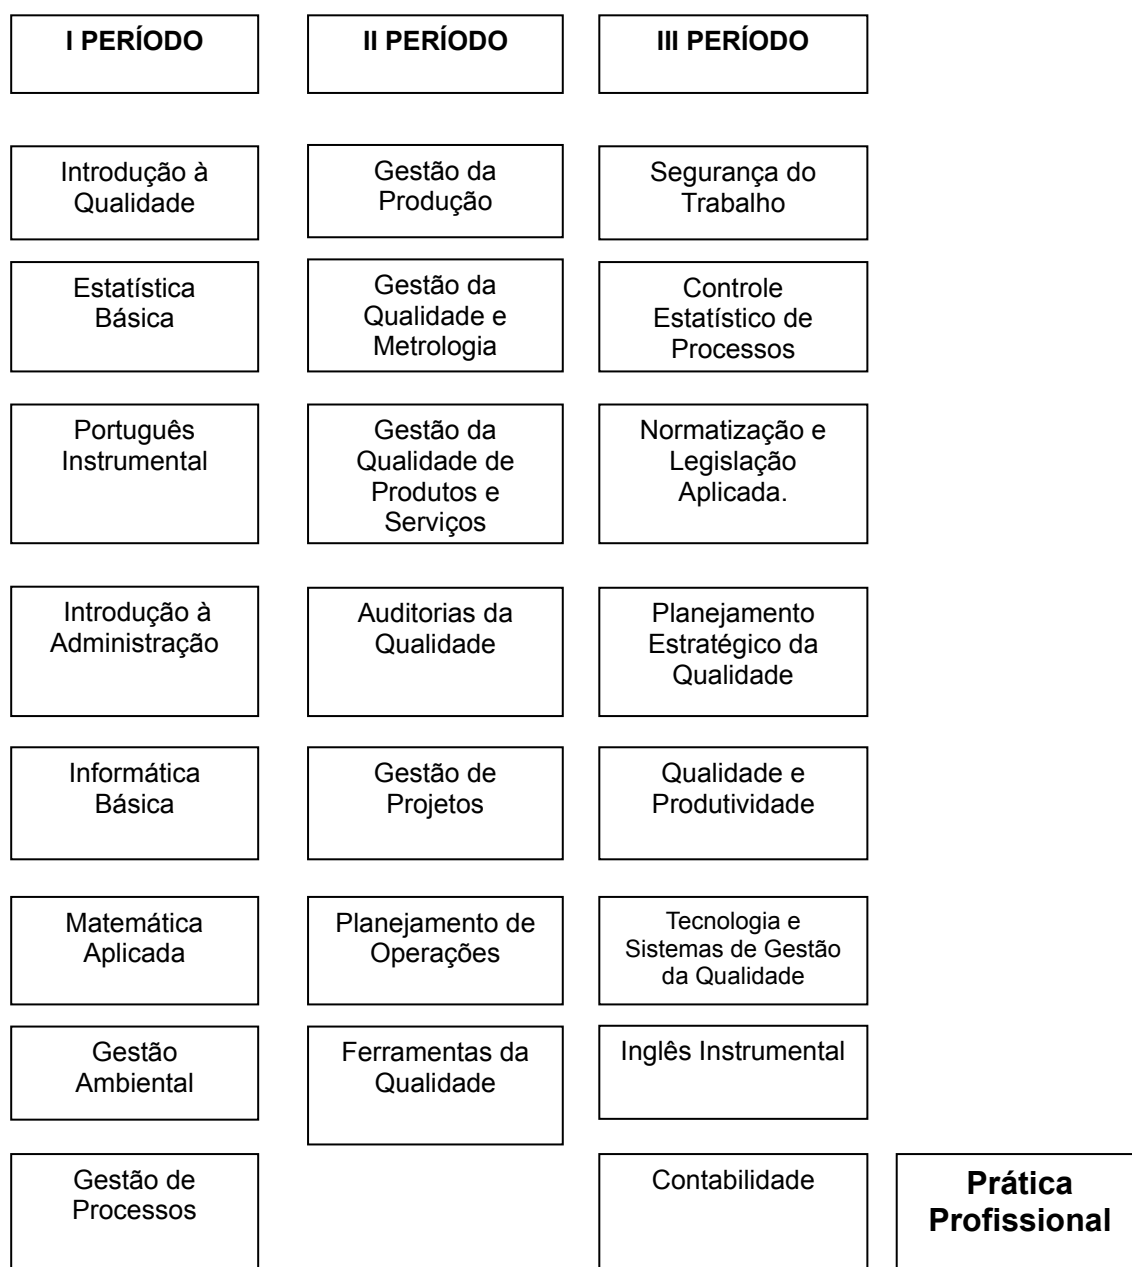 I PERÍODO
II PERÍODO
III PERÍODO
Introdução à
Qualidade
Gestão da
Produção
Segurança do
Trabalho
Estatística
Básica
Gestão da
Qualidade e
Metrologia
Controle
Estatístico de
Processos
Português
Instrumental
Gestão da
Qualidade de
Produtos e
Serviços
Normatização e
Legislação
Aplicada.
Introdução à
Administração
Auditorias da
Qualidade
Planejamento
Estratégico da
Qualidade
Informática
Básica
Gestão de
Projetos
Qualidade e
Produtividade
Matemática
Aplicada
Planejamento de
Operações
Tecnologia e
Sistemas de Gestão
da Qualidade
Gestão
Ambiental
Ferramentas da
Qualidade
Inglês Instrumental
Gestão de
Processos
Contabilidade
Prática
Profissional